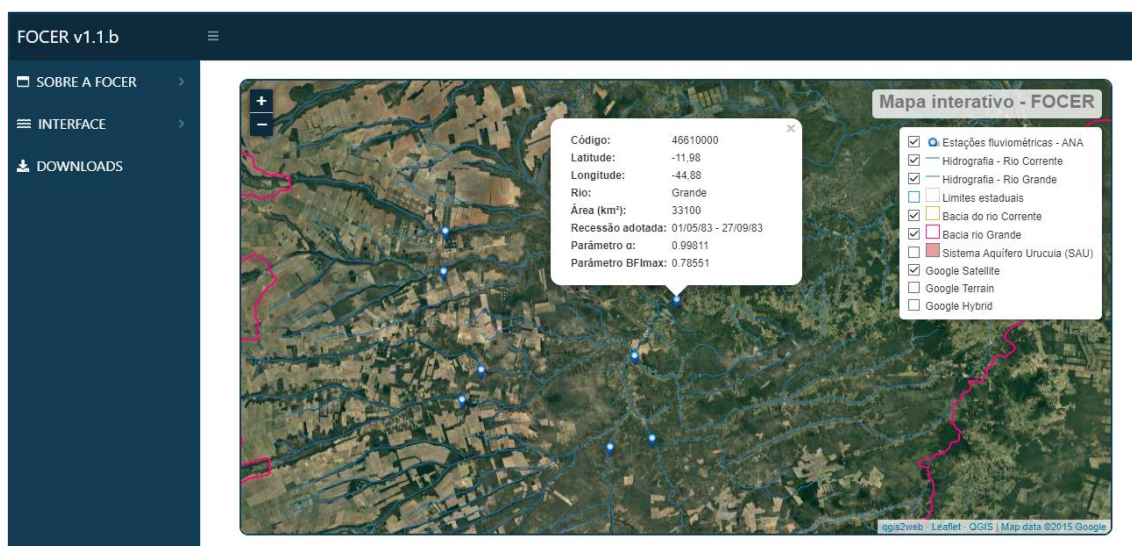 FOCER v1.1.b
SOBRE A FOCER
INTERFACE
DOWNLOADS
+
−
Mapa interativo - FOCER
×
Código: 46610000
Latitude: -11,98
Longitude: -44,88
Rio: Grande
Área (km²): 33100
Recessão adotada: 01/05/83 - 27/09/83
Parâmetro α: 0.99811
Parâmetro BFImax: 0.78551
Estações fluviométricas - ANA
Hidrografia - Rio Corrente
Hidrografia - Rio Grande
Limites estaduais
Bacia do rio Corrente
Bacia rio Grande
Sistema Aquífero Urucuia (SAU)
Google Satellite
Google Terrain
Google Hybrid
qgis2web · Leaflet · QGIS | Map data ©2015 Google